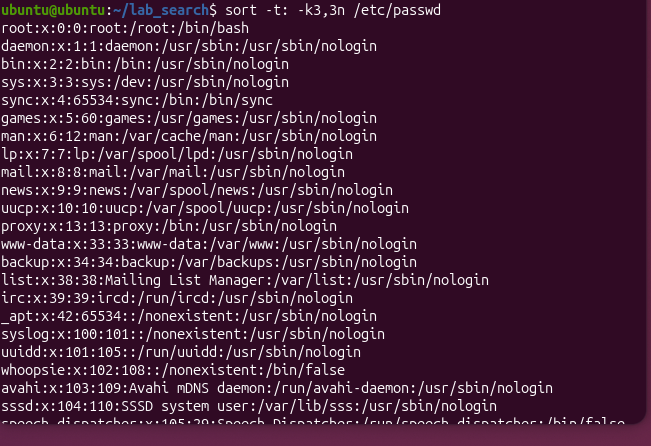 ubuntu@ubuntu:~/lab_search$ sort -t: -k3,3n /etc/passwd
root:x:0:0:root:/root:/bin/bash
daemon:x:1:1:daemon:/usr/sbin:/usr/sbin/nologin
bin:x:2:2:bin:/bin:/usr/sbin/nologin
sys:x:3:3:sys:/dev:/usr/sbin/nologin
sync:x:4:65534:sync:/bin:/bin/sync
games:x:5:60:games:/usr/games:/usr/sbin/nologin
man:x:6:12:man:/var/cache/man:/usr/sbin/nologin
lp:x:7:7:lp:/var/spool/lpd:/usr/sbin/nologin
mail:x:8:8:mail:/var/mail:/usr/sbin/nologin
news:x:9:9:news:/var/spool/news:/usr/sbin/nologin
uucp:x:10:10:uucp:/var/spool/uucp:/usr/sbin/nologin
proxy:x:13:13:proxy:/bin:/usr/sbin/nologin
www-data:x:33:33:www-data:/var/www:/usr/sbin/nologin
backup:x:34:34:backup:/var/backups:/usr/sbin/nologin
list:x:38:38:Mailing List Manager:/var/list:/usr/sbin/nologin
irc:x:39:39:ircd:/run/ircd:/usr/sbin/nologin
_apt:x:42:65534::/nonexistent:/usr/sbin/nologin
syslog:x:100:101::/nonexistent:/usr/sbin/nologin
uuidd:x:101:105::/run/uuidd:/usr/sbin/nologin
whoopsie:x:102:108::/nonexistent:/bin/false
avahi:x:103:109:Avahi mDNS daemon:/run/avahi-daemon:/usr/sbin/nologin
sssd:x:104:110:SSSD system user:/var/lib/sss:/usr/sbin/nologin
speech-dispatcher:x:105:29:Speech Dispatcher:/run/speech-dispatcher:/bin/false